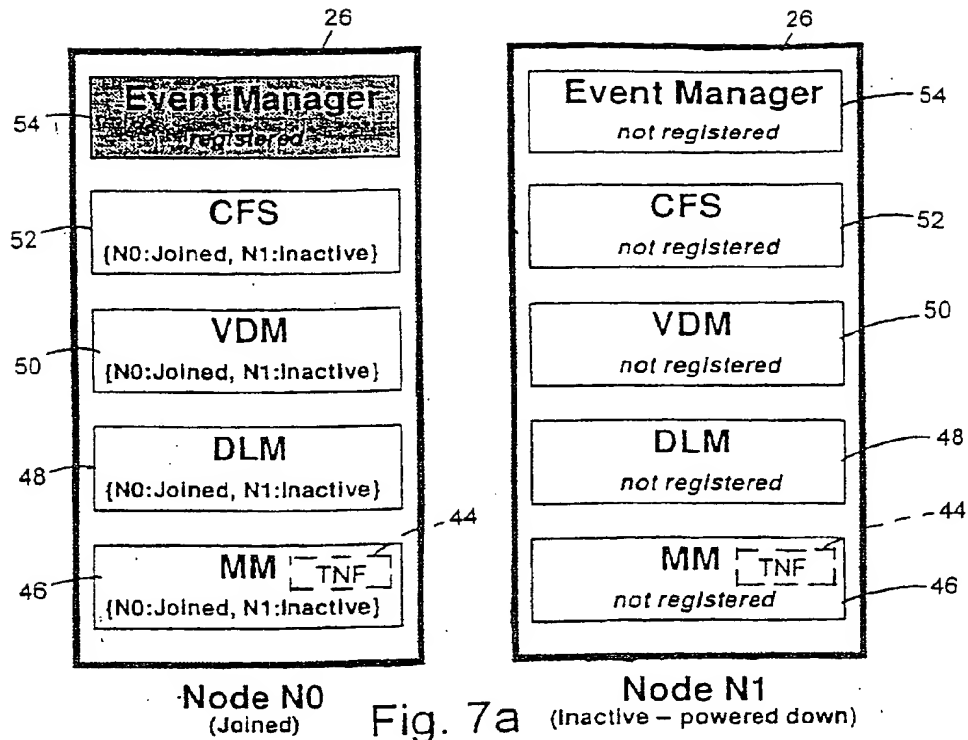 26
Event Manager
registered
54
CFS
{N0:Joined, N1:Inactive}
52
VDM
{N0:Joined, N1:Inactive}
50
DLM
{N0:Joined, N1:Inactive}
48
44
MM
TNF
{N0:Joined, N1:Inactive}
46
Node N0
(Joined)
26
Event Manager
not registered
54
CFS
not registered
52
VDM
not registered
50
DLM
not registered
48
44
MM
TNF
not registered
46
Node N1
(Inactive – powered down)
Fig. 7a